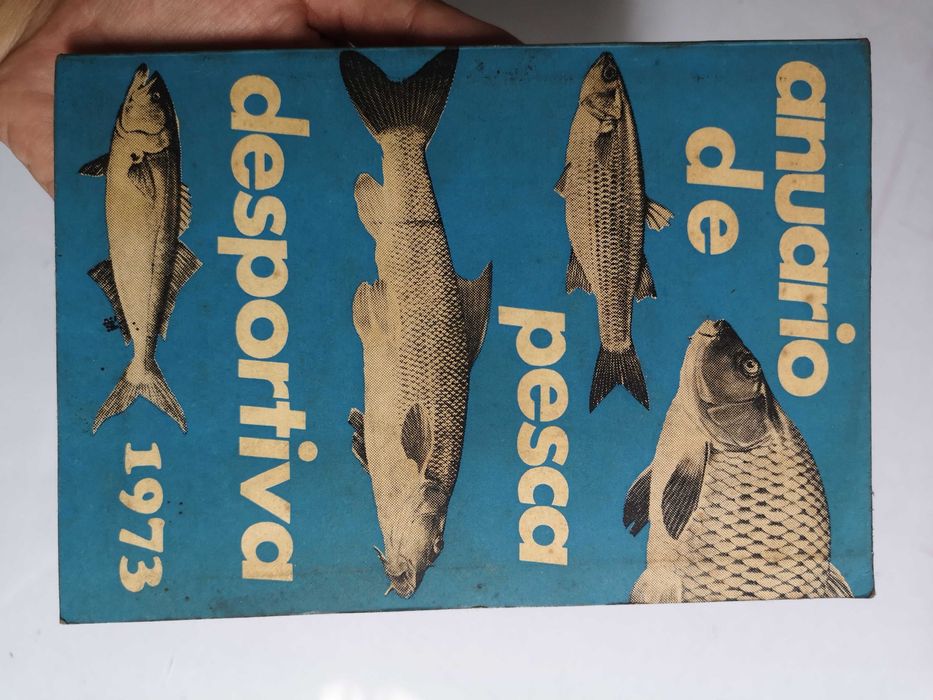 anuario
de
pesca
desportiva
1973